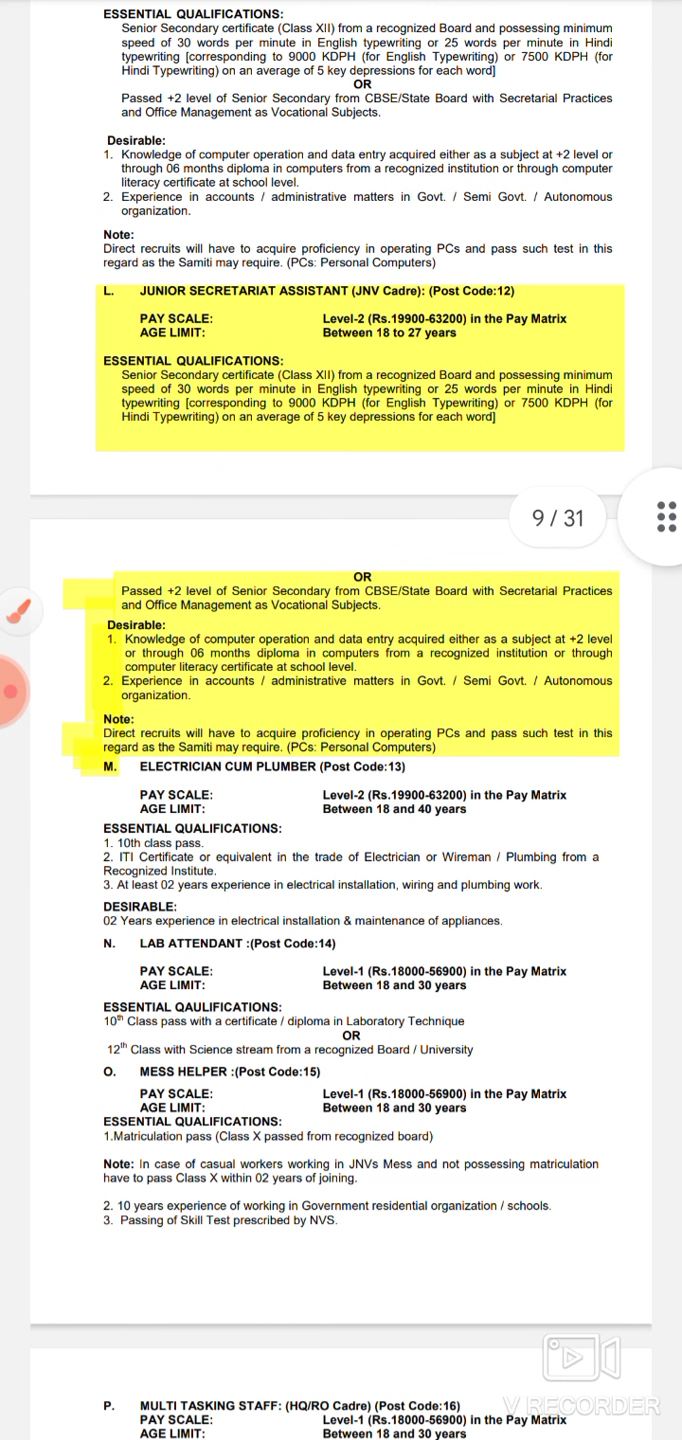 ESSENTIAL QUALIFICATIONS:
Senior Secondary certificate (Class XII) from a recognized Board and possessing minimum
speed of 30 words per minute in English typewriting or 25 words per minute in Hindi
typewriting [corresponding to 9000 KDPH (for English Typewriting) or 7500 KDPH (for
Hindi Typewriting) on an average of 5 key depressions for each word]
OR
Passed +2 level of Senior Secondary from CBSE/State Board with Secretarial Practices
and Office Management as Vocational Subjects.
Desirable:
1. Knowledge of computer operation and data entry acquired either as a subject at +2 level or
through 06 months diploma in computers from a recognized institution or through computer
literacy certificate at school level.
2. Experience in accounts / administrative matters in Govt. / Semi Govt. / Autonomous
organization.
Note:
Direct recruits will have to acquire proficiency in operating PCs and pass such test in this
regard as the Samiti may require. (PCs: Personal Computers)
L. JUNIOR SECRETARIAT ASSISTANT (JNV Cadre): (Post Code:12)
PAY SCALE: Level-2 (Rs.19900-63200) in the Pay Matrix
AGE LIMIT: Between 18 to 27 years
ESSENTIAL QUALIFICATIONS:
Senior Secondary certificate (Class XII) from a recognized Board and possessing minimum
speed of 30 words per minute in English typewriting or 25 words per minute in Hindi
typewriting [corresponding to 9000 KDPH (for English Typewriting) or 7500 KDPH (for
Hindi Typewriting) on an average of 5 key depressions for each word]
9 / 31
OR
Passed +2 level of Senior Secondary from CBSE/State Board with Secretarial Practices
and Office Management as Vocational Subjects.
Desirable:
1. Knowledge of computer operation and data entry acquired either as a subject at +2 level
or through 06 months diploma in computers from a recognized institution or through
computer literacy certificate at school level.
2. Experience in accounts / administrative matters in Govt. / Semi Govt. / Autonomous
organization.
Note:
Direct recruits will have to acquire proficiency in operating PCs and pass such test in this
regard as the Samiti may require. (PCs: Personal Computers)
M. ELECTRICIAN CUM PLUMBER (Post Code:13)
PAY SCALE: Level-2 (Rs.19900-63200) in the Pay Matrix
AGE LIMIT: Between 18 and 40 years
ESSENTIAL QUALIFICATIONS:
1. 10th class pass.
2. ITI Certificate or equivalent in the trade of Electrician or Wireman / Plumbing from a
Recognized Institute.
3. At least 02 years experience in electrical installation, wiring and plumbing work.
DESIRABLE:
02 Years experience in electrical installation & maintenance of appliances.
N. LAB ATTENDANT :(Post Code:14)
PAY SCALE: Level-1 (Rs.18000-56900) in the Pay Matrix
AGE LIMIT: Between 18 and 30 years
ESSENTIAL QAULIFICATIONS:
10th Class pass with a certificate / diploma in Laboratory Technique
OR
12th Class with Science stream from a recognized Board / University
O. MESS HELPER :(Post Code:15)
PAY SCALE: Level-1 (Rs.18000-56900) in the Pay Matrix
AGE LIMIT: Between 18 and 30 years
ESSENTIAL QUALIFICATIONS:
1.Matriculation pass (Class X passed from recognized board)
Note: In case of casual workers working in JNVs Mess and not possessing matriculation
have to pass Class X within 02 years of joining.
2. 10 years experience of working in Government residential organization / schools.
3. Passing of Skill Test prescribed by NVS.
P. MULTI TASKING STAFF: (HQ/RO Cadre) (Post Code:16)
PAY SCALE: Level-1 (Rs.18000-56900) in the Pay Matrix
AGE LIMIT: Between 18 and 30 years
V RECORDER